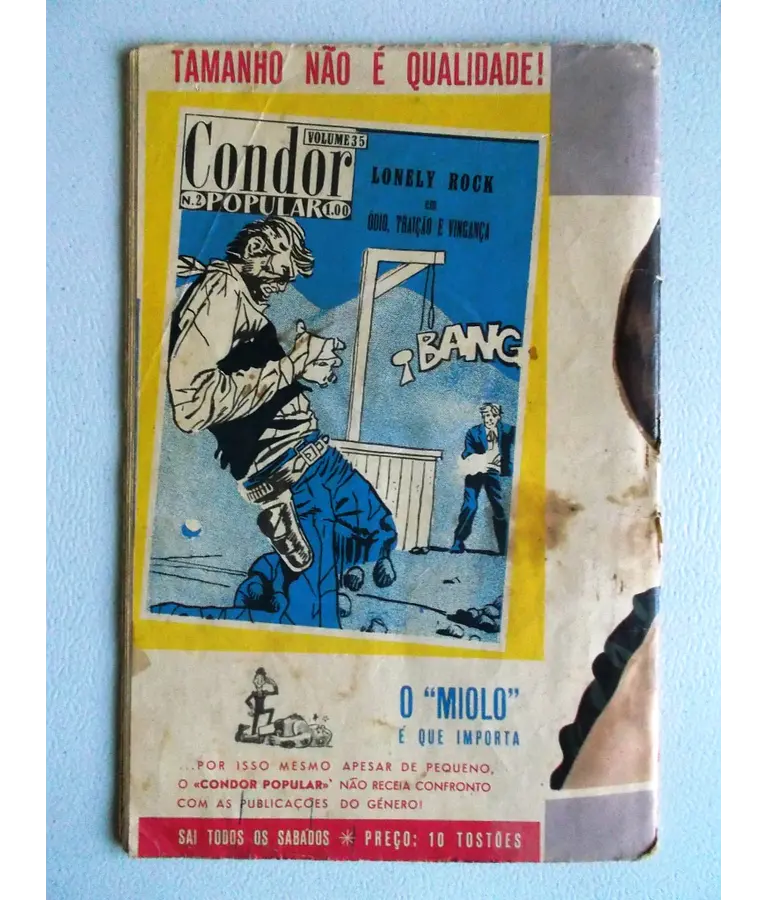 TAMANHO NÃO É QUALIDADE!
VOLUME 35
Condor
N.2 POPULAR 1.00
LONELY ROCK
em
ÓDIO, TRAIÇÃO E VINGANÇA
BANG
O "MIOLO"
É QUE IMPORTA
...POR ISSO MESMO APESAR DE PEQUENO,
O «CONDOR POPULAR» NÃO RECEIA CONFRONTO
COM AS PUBLICAÇÕES DO GÉNERO!
SAI TODOS OS SABADOS * PREÇO: 10 TOSTÕES